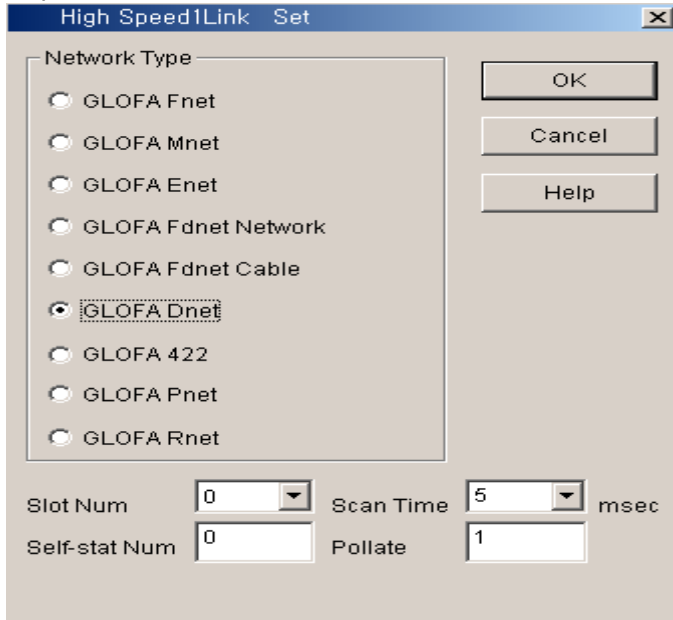 High Speed1Link Set
Network Type
GLOFA Fnet
GLOFA Mnet
GLOFA Enet
GLOFA Fdnet Network
GLOFA Fdnet Cable
GLOFA Dnet
GLOFA 422
GLOFA Pnet
GLOFA Rnet
OK
Cancel
Help
Slot Num 0 Scan Time 5 msec
Self-stat Num 0 Pollate 1